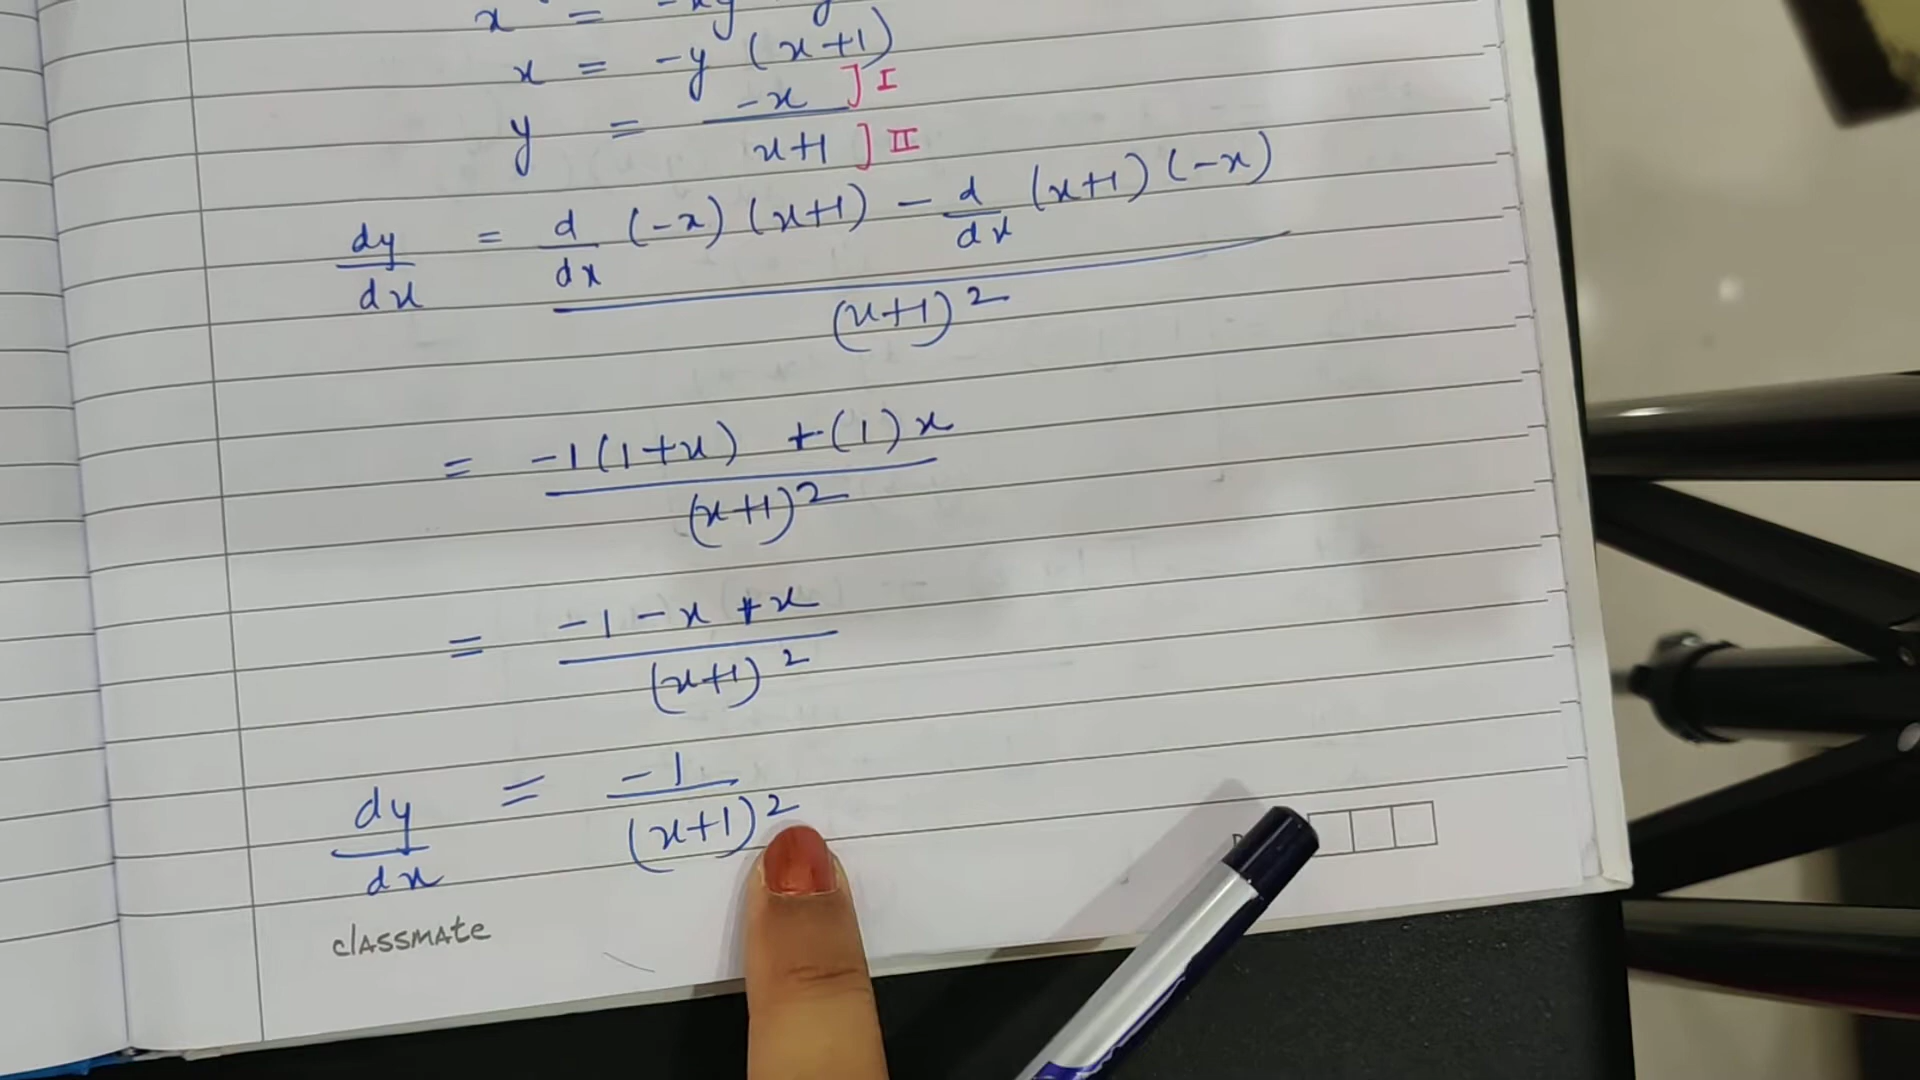 x = -xy
x = -y (x+1)
y = -x/x+1 ] I ] II
dy/dx = d/dx (-x) (x+1) - d/dx (x+1) (-x) / (x+1)²
= -1(1+x) + (1)x / (x+1)²
= -1 - x + x / (x+1)²
dy/dx = -1/(x+1)²
classmate